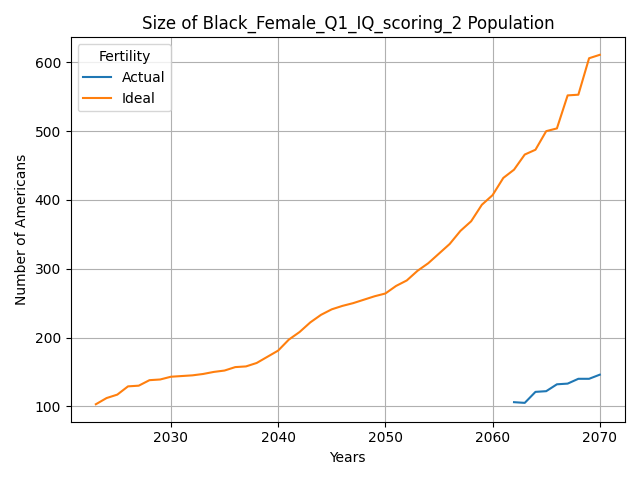 Size of Black_Female_Q1_IQ_scoring_2 Population
Fertility
Actual
Ideal
Number of Americans
600
500
400
300
200
100
2030
2040
2050
2060
2070
Years